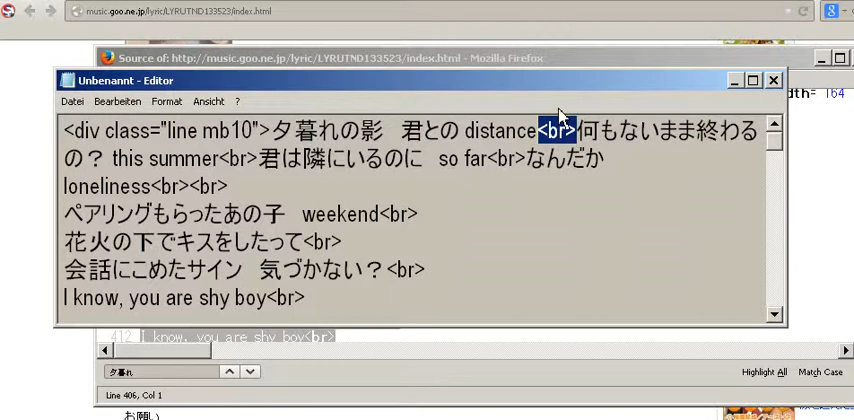 music.goo.ne.jp/lyric/LYRUTND133523/index.html
Source of: http://music.goo.ne.jp/lyric/LYRUTND133523/index.html - Mozilla Firefox
Unbenannt - Editor
Datei Bearbeiten Format Ansicht ?
<div class="line mb10">夕暮れの影 君との distance<br>何もないまま終わる
の？ this summer<br>君は隣にいるのに so far<br>なんだか
loneliness<br><br>
ペアリングもらったあの子 weekend<br>
花火の下でキスをしたって<br>
会話にこめたサイン 気づかない？<br>
I know, you are shy boy<br>
412 I know, you are shy boy<br>
夕暮れ Highlight All Match Case
Line 406, Col 1
お願い
164